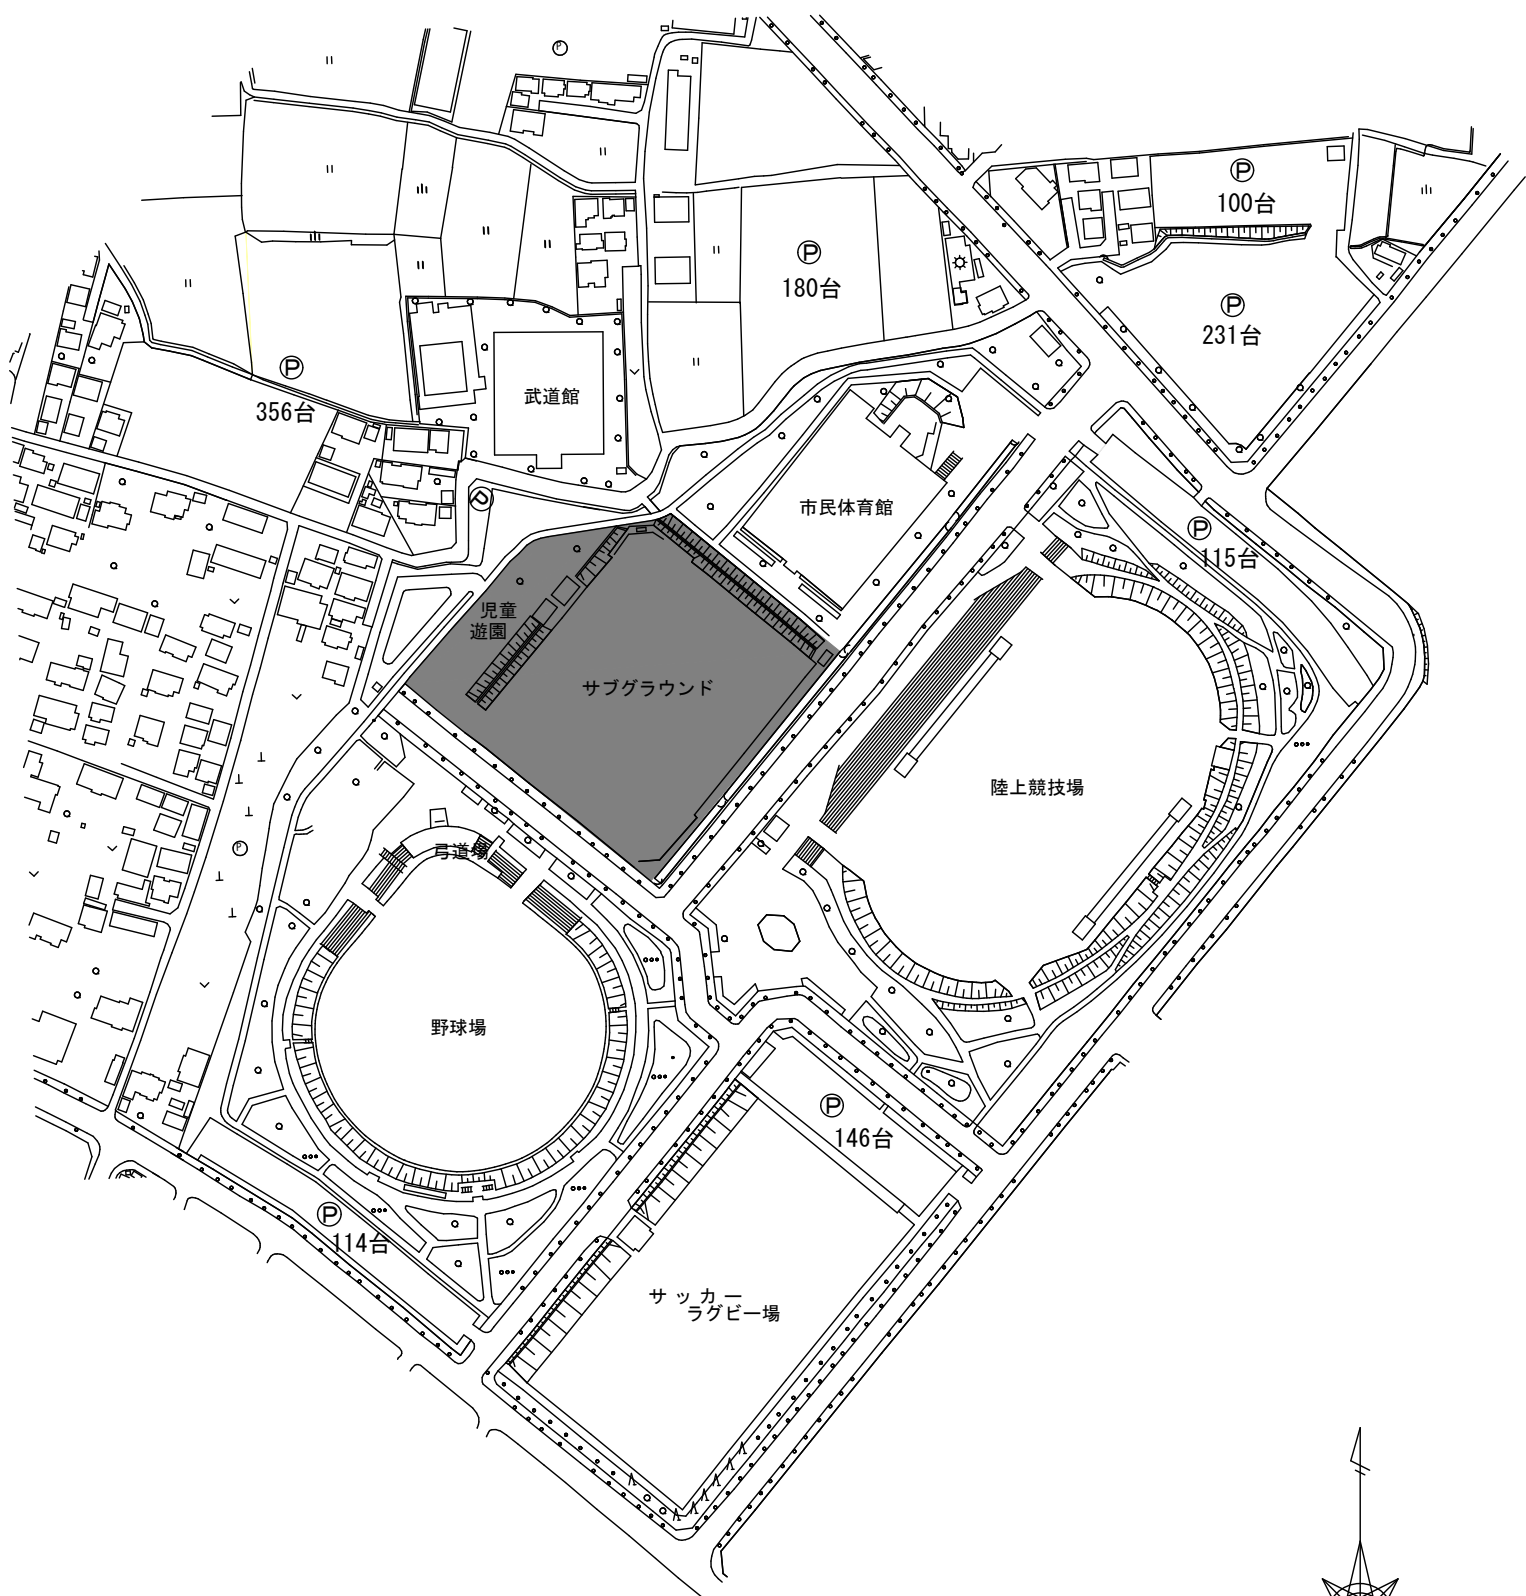 Ⓟ
100台
Ⓟ
180台
Ⓟ
231台
Ⓟ
356台
武道館
Ⓟ
市民体育館
Ⓟ
115台
児童
遊園
サブグラウンド
陸上競技場
弓道場
野球場
Ⓟ
146台
Ⓟ
114台
サッカー
ラグビー場